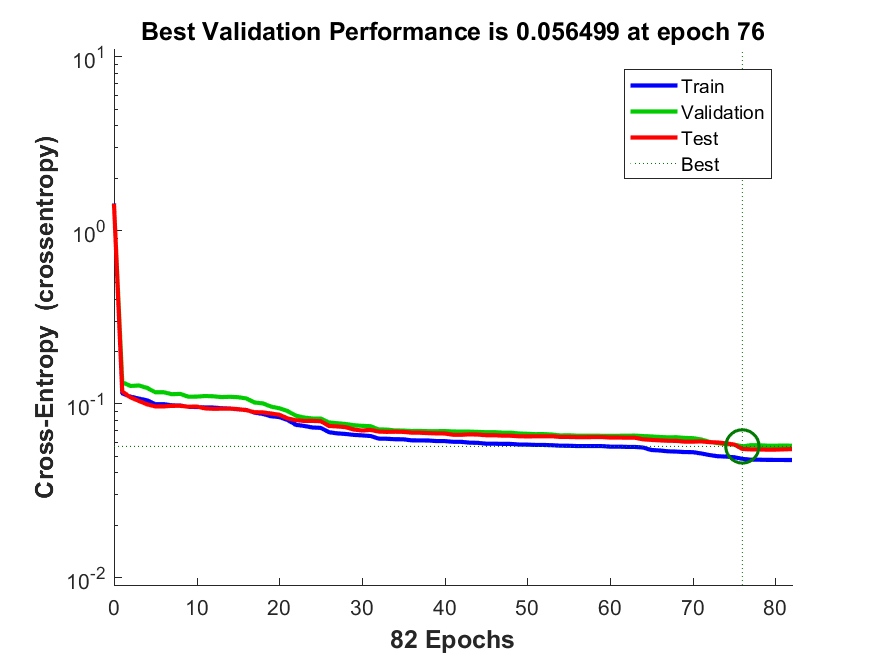 Best Validation Performance is 0.056499 at epoch 76
Cross-Entropy (crossentropy)
10^1
10^0
10^-1
10^-2
Train
Validation
Test
Best
0 10 20 30 40 50 60 70 80
82 Epochs